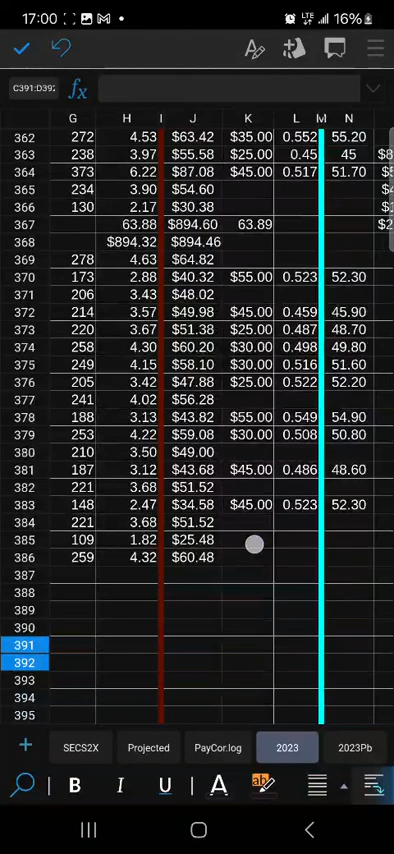 17:00 M • LTE 16%
C391:D392 fx
G H I J K L M N
362 272 4.53 $63.42 $35.00 0.552 55.20
363 238 3.97 $55.58 $25.00 0.45 45 $8
364 373 6.22 $87.08 $45.00 0.517 51.70
365 234 3.90 $54.60
366 130 2.17 $30.38
367 63.88 $894.60 63.89 $2
368 $894.32 $894.46
369 278 4.63 $64.82
370 173 2.88 $40.32 $55.00 0.523 52.30
371 206 3.43 $48.02
372 214 3.57 $49.98 $45.00 0.459 45.90
373 220 3.67 $51.38 $25.00 0.487 48.70
374 258 4.30 $60.20 $30.00 0.498 49.80
375 249 4.15 $58.10 $30.00 0.516 51.60
376 205 3.42 $47.88 $25.00 0.522 52.20
377 241 4.02 $56.28
378 188 3.13 $43.82 $55.00 0.549 54.90
379 253 4.22 $59.08 $30.00 0.508 50.80
380 210 3.50 $49.00
381 187 3.12 $43.68 $45.00 0.486 48.60
382 221 3.68 $51.52
383 148 2.47 $34.58 $45.00 0.523 52.30
384 221 3.68 $51.52
385 109 1.82 $25.48
386 259 4.32 $60.48
387
388
389
390
391
392
393
394
395
+ SECS2X Projected PayCor.log 2023 2023Pb
B I U A ab